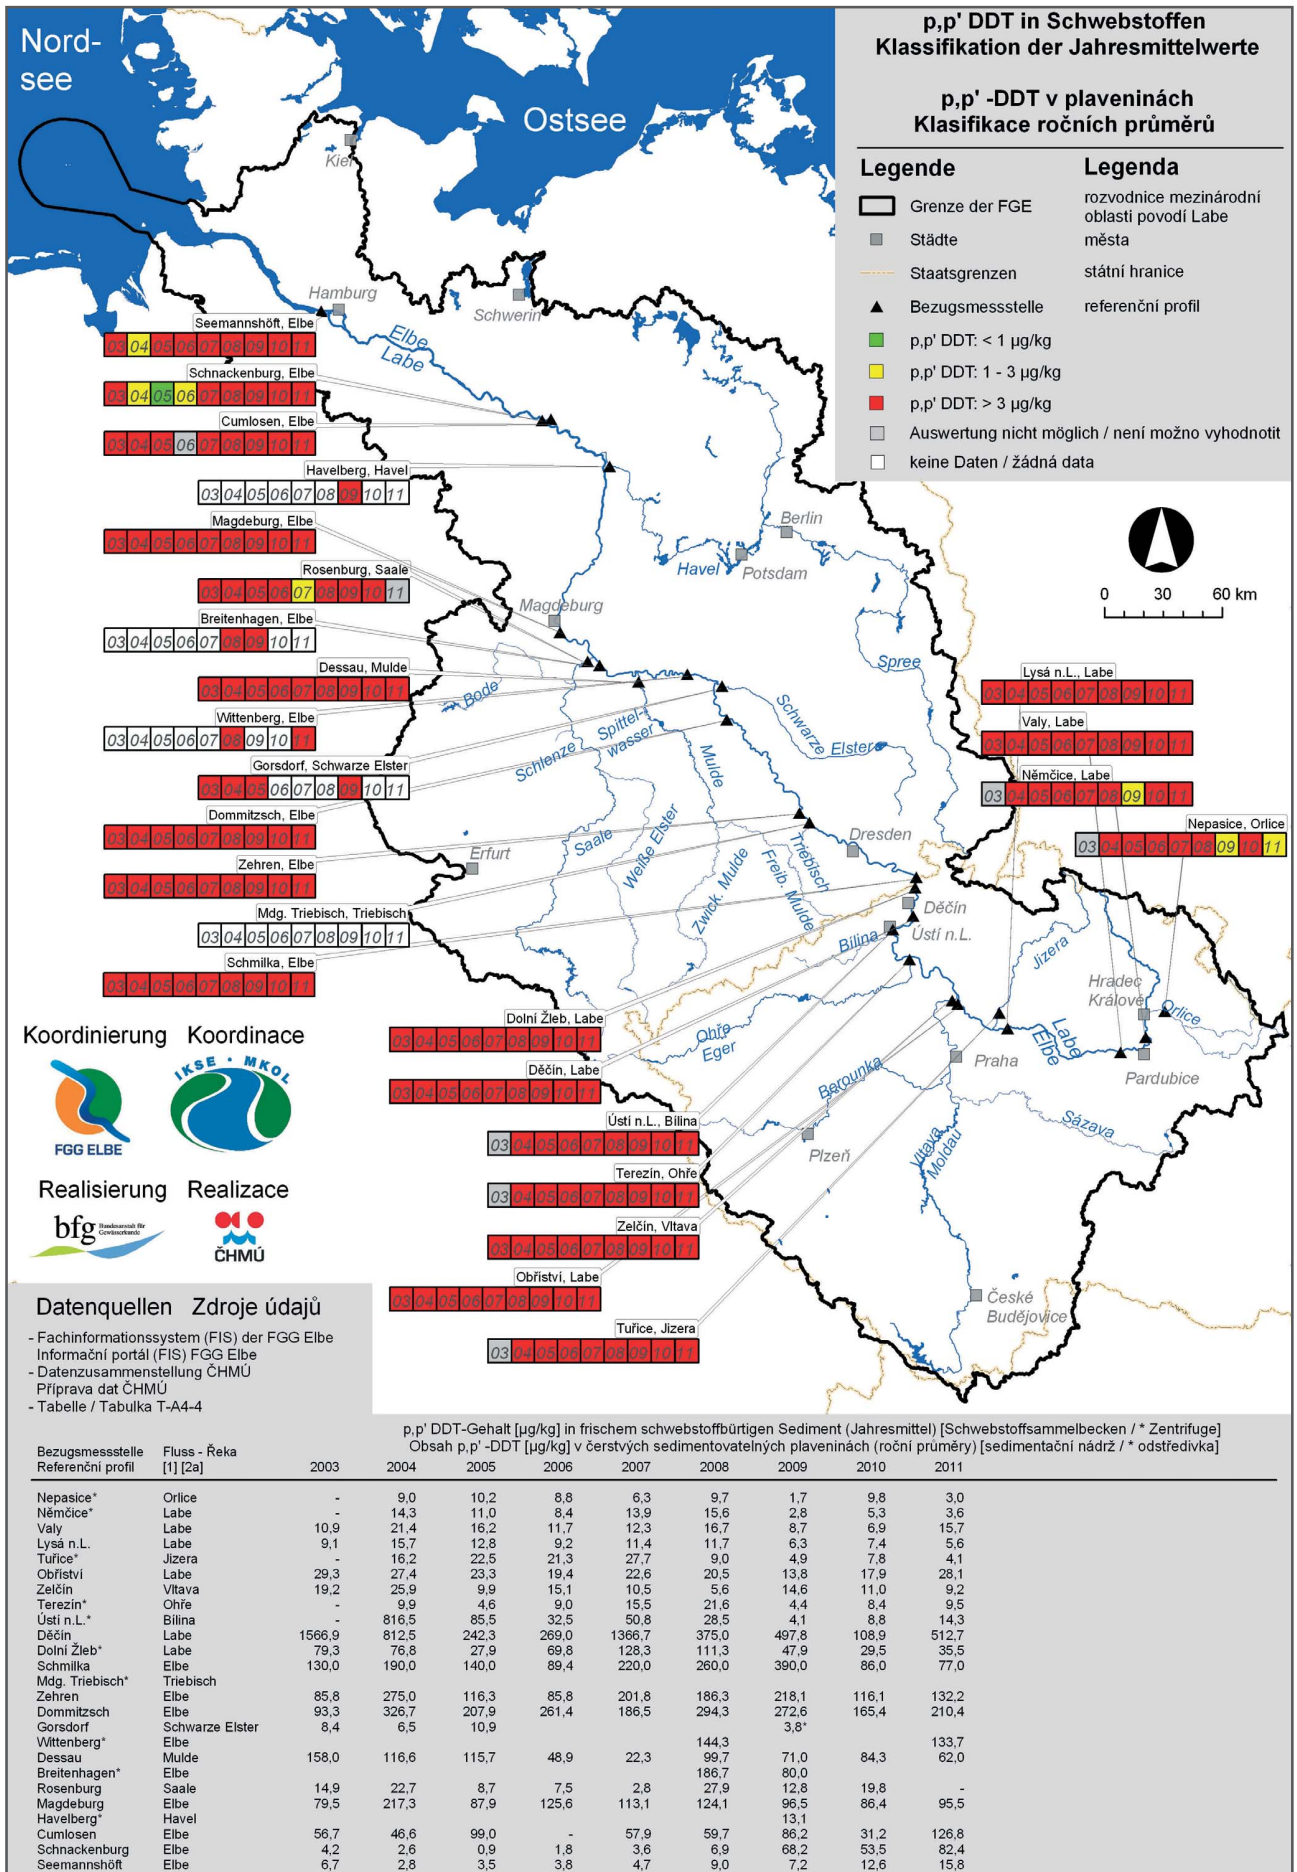 Nord-
see
Ostsee
p,p' DDT in Schwebstoffen
Klassifikation der Jahresmittelwerte
p,p' -DDT v plaveninách
Klasifikace ročních průměrů
Legende Legenda
Grenze der FGE rozvodnice mezinárodní
oblasti povodí Labe
Städte města
Staatsgrenzen státní hranice
Bezugsmessstelle referenční profil
p,p' DDT: < 1 µg/kg
p,p' DDT: 1 - 3 µg/kg
p,p' DDT: > 3 µg/kg
Auswertung nicht möglich / není možno vyhodnotit
keine Daten / žádná data
0 30 60 km
Kiel
Hamburg
Schwerin
Elbe
Labe
Berlin
Potsdam
Havel
Magdeburg
Spree
Bode
Schlenze
Spittel-
wasser
Mulde
Schwarze
Elster
Saale
Weiße Elster
Zwick. Mulde
Freib. Mulde
Triebisch
Erfurt
Dresden
Děčín
Ústí n.L.
Bílina
Ohře
Eger
Berounka
Jizera
Hradec
Králové
Orlice
Labe
Elbe
Praha
Pardubice
Sázava
Plzeň
Vltava
Moldau
České
Budějovice
Seemannshöft, Elbe
03 04 05 06 07 08 09 10 11
Schnackenburg, Elbe
03 04 05 06 07 08 09 10 11
Cumlosen, Elbe
03 04 05 06 07 08 09 10 11
Havelberg, Havel
03 04 05 06 07 08 09 10 11
Magdeburg, Elbe
03 04 05 06 07 08 09 10 11
Rosenburg, Saale
03 04 05 06 07 08 09 10 11
Breitenhagen, Elbe
03 04 05 06 07 08 09 10 11
Dessau, Mulde
03 04 05 06 07 08 09 10 11
Wittenberg, Elbe
03 04 05 06 07 08 09 10 11
Gorsdorf, Schwarze Elster
03 04 05 06 07 08 09 10 11
Dommitzsch, Elbe
03 04 05 06 07 08 09 10 11
Zehren, Elbe
03 04 05 06 07 08 09 10 11
Mdg. Triebisch, Triebisch
03 04 05 06 07 08 09 10 11
Schmilka, Elbe
03 04 05 06 07 08 09 10 11
Lysá n.L., Labe
03 04 05 06 07 08 09 10 11
Valy, Labe
03 04 05 06 07 08 09 10 11
Němčice, Labe
03 04 05 06 07 08 09 10 11
Nepasice, Orlice
03 04 05 06 07 08 09 10 11
Dolní Žleb, Labe
03 04 05 06 07 08 09 10 11
Děčín, Labe
03 04 05 06 07 08 09 10 11
Ústí n.L., Bílina
03 04 05 06 07 08 09 10 11
Terezín, Ohře
03 04 05 06 07 08 09 10 11
Zelčín, Vltava
03 04 05 06 07 08 09 10 11
Obříství, Labe
03 04 05 06 07 08 09 10 11
Tuřice, Jizera
03 04 05 06 07 08 09 10 11
Koordinierung Koordinace
FGG ELBE
IKSE · MKOL
Realisierung Realizace
bfg Bundesanstalt für
Gewässerkunde
ČHMÚ
Datenquellen Zdroje údajů
- Fachinformationssystem (FIS) der FGG Elbe
Informační portál (FIS) FGG Elbe
- Datenzusammenstellung ČHMÚ
Příprava dat ČHMÚ
- Tabelle / Tabulka T-A4-4
p,p' DDT-Gehalt [µg/kg] in frischem schwebstoffbürtigen Sediment (Jahresmittel) [Schwebstoffsammelbecken / * Zentrifuge]
Obsah p,p' -DDT [µg/kg] v čerstvých sedimentovatelných plaveninách (roční průměry) [sedimentační nádrž / * odstředivka]
Bezugsmessstelle Fluss - Řeka
Referenční profil [1] [2a] 2003 2004 2005 2006 2007 2008 2009 2010 2011
Nepasice* Orlice - 9,0 10,2 8,8 6,3 9,7 1,7 9,8 3,0
Němčice* Labe - 14,3 11,0 8,4 13,9 15,6 2,8 5,3 3,6
Valy Labe 10,9 21,4 16,2 11,7 12,3 16,7 8,7 6,9 15,7
Lysá n.L. Labe 9,1 15,7 12,8 9,2 11,4 11,7 6,3 7,4 5,6
Tuřice* Jizera - 16,2 22,5 21,3 27,7 9,0 4,9 7,8 4,1
Obříství Labe 29,3 27,4 23,3 19,4 22,6 20,5 13,8 17,9 28,1
Zelčín Vltava 19,2 25,9 9,9 15,1 10,5 5,6 14,6 11,0 9,2
Terezín* Ohře - 9,9 4,6 9,0 15,5 21,6 4,4 8,4 9,5
Ústí n.L.* Bílina - 816,5 85,5 32,5 50,8 28,5 4,1 8,8 14,3
Děčín Labe 1566,9 812,5 242,3 269,0 1366,7 375,0 497,8 108,9 512,7
Dolní Žleb* Labe 79,3 76,8 27,9 69,8 128,3 111,3 47,9 29,5 35,5
Schmilka Elbe 130,0 190,0 140,0 89,4 220,0 260,0 390,0 86,0 77,0
Mdg. Triebisch* Triebisch
Zehren Elbe 85,8 275,0 116,3 85,8 201,8 186,3 218,1 116,1 132,2
Dommitzsch Elbe 93,3 326,7 207,9 261,4 186,5 294,3 272,6 165,4 210,4
Gorsdorf Schwarze Elster 8,4 6,5 10,9 3,8*
Wittenberg* Elbe 144,3 133,7
Dessau Mulde 158,0 116,6 115,7 48,9 22,3 99,7 71,0 84,3 62,0
Breitenhagen* Elbe 186,7 80,0
Rosenburg Saale 14,9 22,7 8,7 7,5 2,8 27,9 12,8 19,8 -
Magdeburg Elbe 79,5 217,3 87,9 125,6 113,1 124,1 96,5 86,4 95,5
Havelberg* Havel 13,1
Cumlosen Elbe 56,7 46,6 99,0 - 57,9 59,7 86,2 31,2 126,8
Schnackenburg Elbe 4,2 2,6 0,9 1,8 3,6 6,9 68,2 53,5 82,4
Seemannshöft Elbe 6,7 2,8 3,5 3,8 4,7 9,0 7,2 12,6 15,8